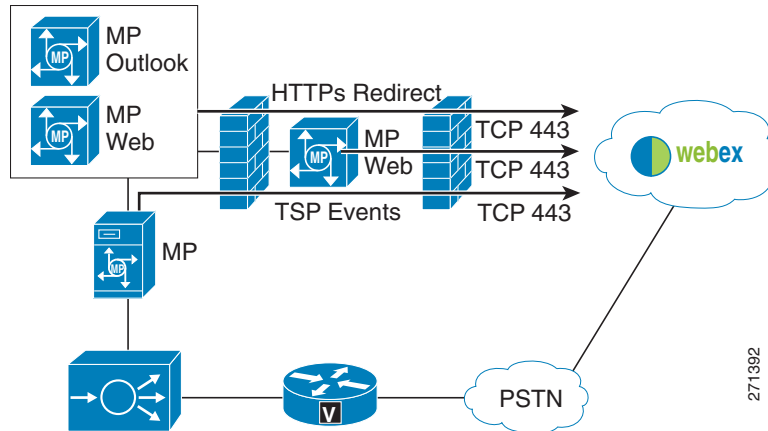 MP
Outlook
MP
MP
Web
MP
HTTPs Redirect
TCP 443
MP
Web
MP
TCP 443
TSP Events
TCP 443
webex
MP
MP
V
PSTN
271392